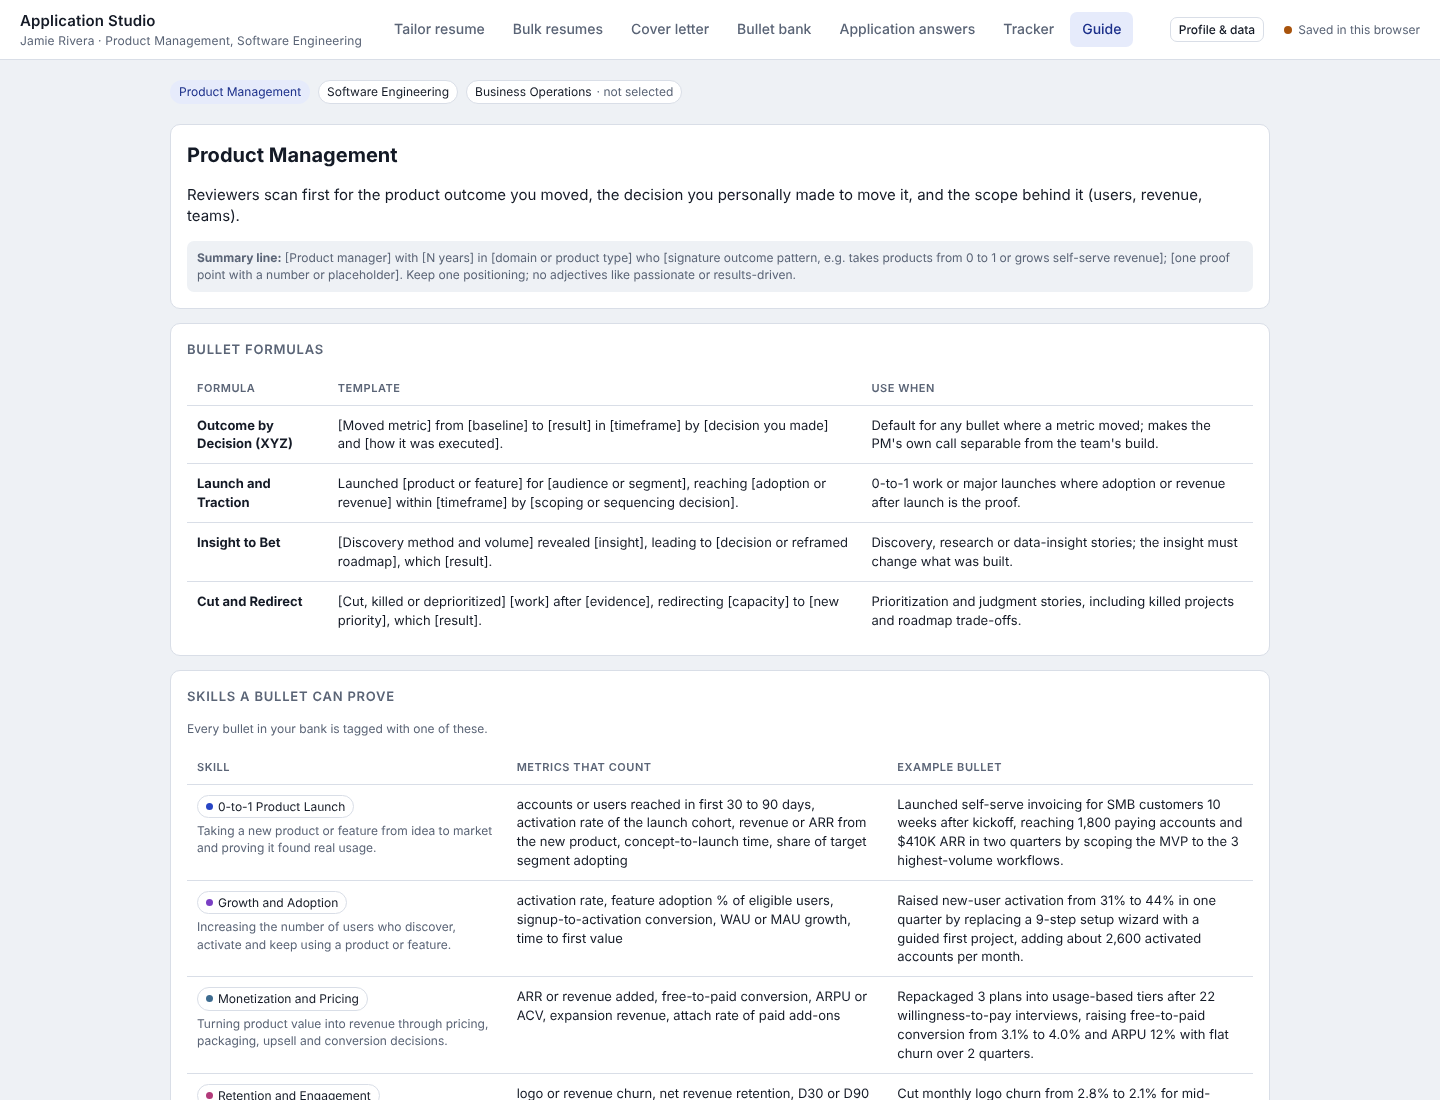 Application Studio
Jamie Rivera · Product Management, Software Engineering
Tailor resume
Bulk resumes
Cover letter
Bullet bank
Application answers
Tracker
Guide
Profile & data
Saved in this browser
Product Management
Software Engineering
Business Operations · not selected
Product Management
Reviewers scan first for the product outcome you moved, the decision you personally made to move it, and the scope behind it (users, revenue,
teams).
Summary line: [Product manager] with [N years] in [domain or product type] who [signature outcome pattern, e.g. takes products from 0 to 1 or grows self-serve revenue]; [one proof
point with a number or placeholder]. Keep one positioning; no adjectives like passionate or results-driven.
BULLET FORMULAS
FORMULA
TEMPLATE
USE WHEN
Outcome by
Decision (XYZ)
[Moved metric] from [baseline] to [result] in [timeframe] by [decision you made]
and [how it was executed].
Default for any bullet where a metric moved; makes the
PM's own call separable from the team's build.
Launch and
Traction
Launched [product or feature] for [audience or segment], reaching [adoption or
revenue] within [timeframe] by [scoping or sequencing decision].
0-to-1 work or major launches where adoption or revenue
after launch is the proof.
Insight to Bet
[Discovery method and volume] revealed [insight], leading to [decision or reframed
roadmap], which [result].
Discovery, research or data-insight stories; the insight must
change what was built.
Cut and Redirect
[Cut, killed or deprioritized] [work] after [evidence], redirecting [capacity] to [new
priority], which [result].
Prioritization and judgment stories, including killed projects
and roadmap trade-offs.
SKILLS A BULLET CAN PROVE
Every bullet in your bank is tagged with one of these.
SKILL
METRICS THAT COUNT
EXAMPLE BULLET
0-to-1 Product Launch
Taking a new product or feature from idea to market
and proving it found real usage.
accounts or users reached in first 30 to 90 days,
activation rate of the launch cohort, revenue or ARR from
the new product, concept-to-launch time, share of target
segment adopting
Launched self-serve invoicing for SMB customers 10
weeks after kickoff, reaching 1,800 paying accounts and
$410K ARR in two quarters by scoping the MVP to the 3
highest-volume workflows.
Growth and Adoption
Increasing the number of users who discover,
activate and keep using a product or feature.
activation rate, feature adoption % of eligible users,
signup-to-activation conversion, WAU or MAU growth,
time to first value
Raised new-user activation from 31% to 44% in one
quarter by replacing a 9-step setup wizard with a
guided first project, adding about 2,600 activated
accounts per month.
Monetization and Pricing
Turning product value into revenue through pricing,
packaging, upsell and conversion decisions.
ARR or revenue added, free-to-paid conversion, ARPU or
ACV, expansion revenue, attach rate of paid add-ons
Repackaged 3 plans into usage-based tiers after 22
willingness-to-pay interviews, raising free-to-paid
conversion from 3.1% to 4.0% and ARPU 12% with flat
churn over 2 quarters.
Retention and Engagement
logo or revenue churn, net revenue retention, D30 or D90
Cut monthly logo churn from 2.8% to 2.1% for mid-